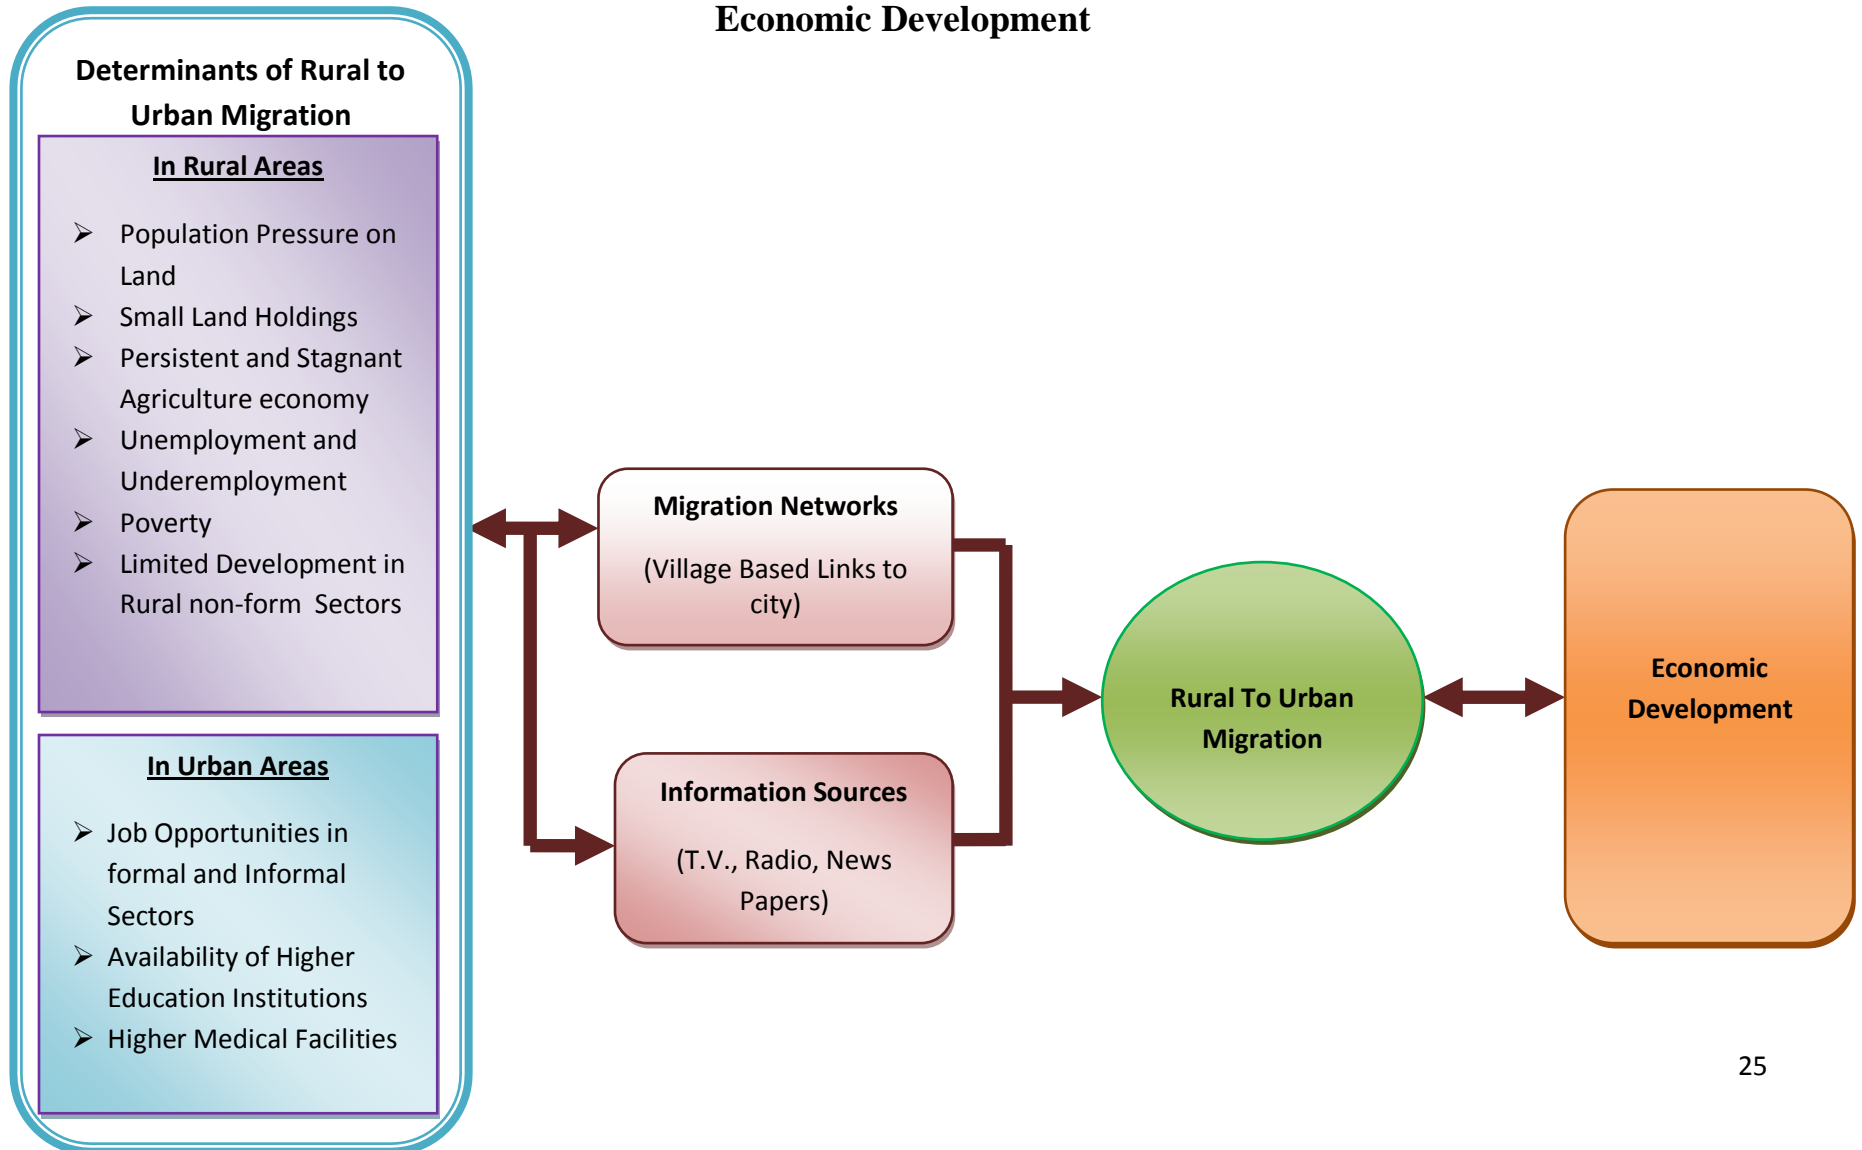 Economic Development
Determinants of Rural to
Urban Migration
In Rural Areas
➢ Population Pressure on
Land
➢ Small Land Holdings
➢ Persistent and Stagnant
Agriculture economy
➢ Unemployment and
Underemployment
➢ Poverty
➢ Limited Development in
Rural non-form Sectors
In Urban Areas
➢ Job Opportunities in
formal and Informal
Sectors
➢ Availability of Higher
Education Institutions
➢ Higher Medical Facilities
Migration Networks
(Village Based Links to
city)
Information Sources
(T.V., Radio, News
Papers)
Rural To Urban
Migration
Economic
Development
25